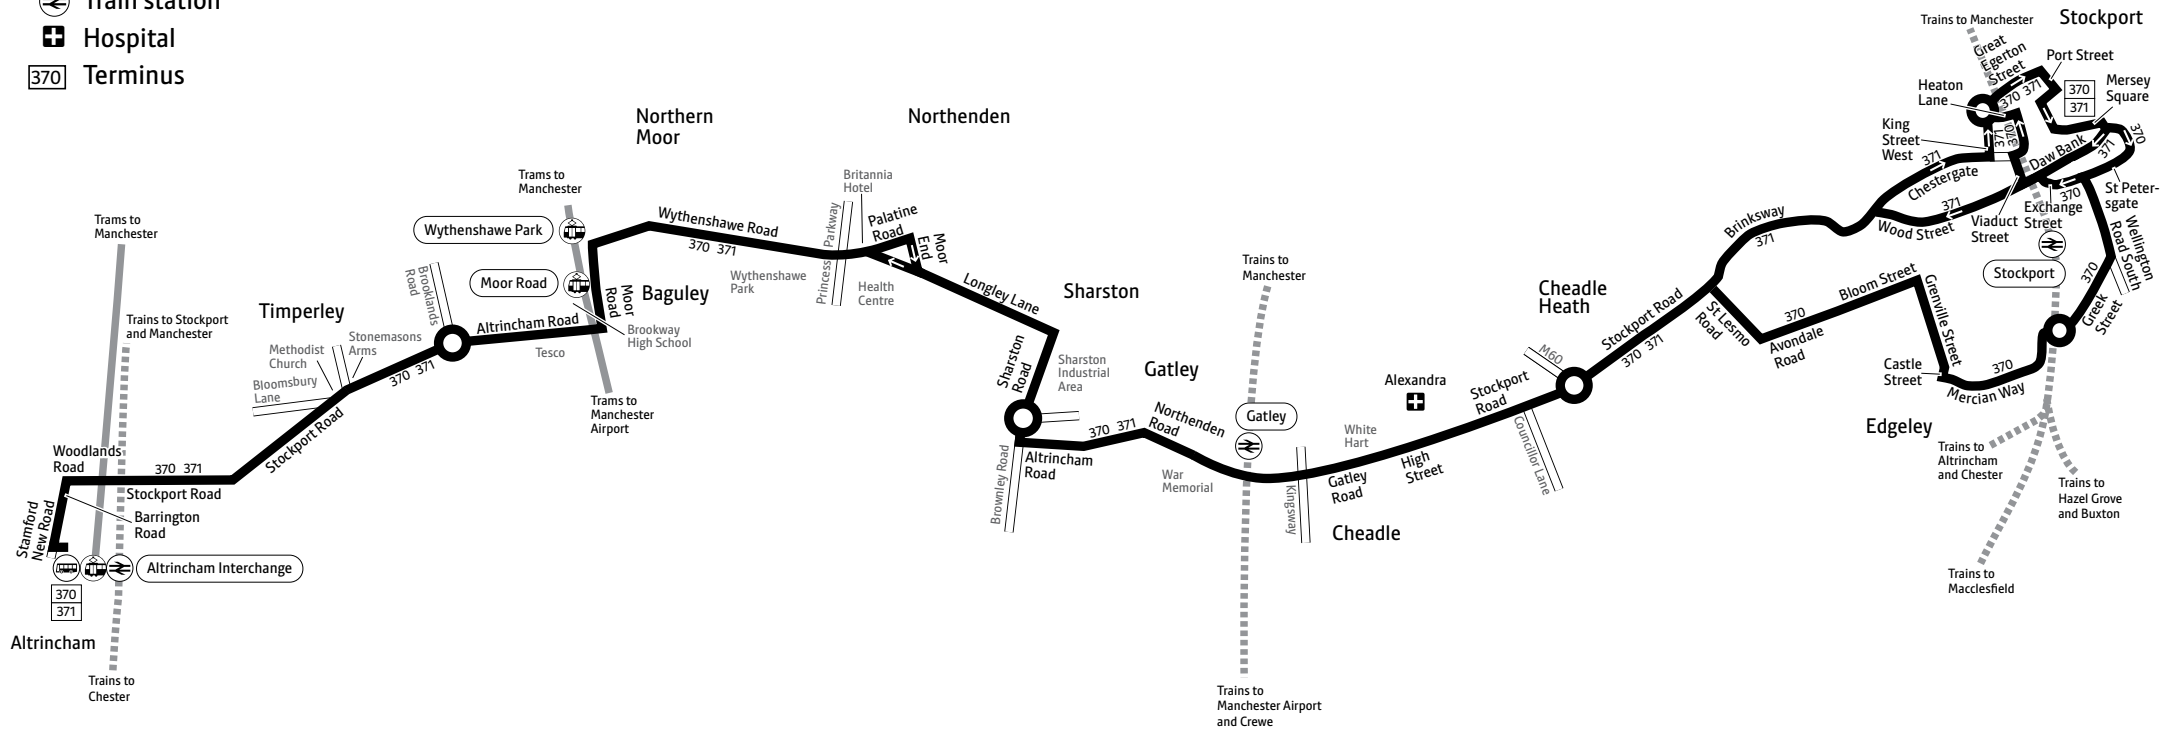 Train station
Hospital
370 Terminus
Trams to
Manchester
Trains to Stockport
and Manchester
Woodlands
Road
370 371
Stockport Road
Stamford
New Road
Barrington
Road
Altrincham Interchange
370
371
Altrincham
Trains to
Chester
Timperley
Methodist
Church
Stonemasons
Arms
Bloomsbury
Lane
Stockport Road
370 371
Brooklands
Road
Altrincham Road
Tesco
Trams to
Manchester
Wythenshawe Park
Moor Road
Moor
Road
Baguley
Brookway
High School
Trams to
Manchester
Airport
Northern
Moor
Wythenshawe Road
370 371
Wythenshawe
Park
Princess Parkway
Britannia
Hotel
Northenden
Palatine
Road
Moor
End
Health
Centre
Longley Lane
Sharston
Sharston
Road
Sharston
Industrial
Area
Brownley Road
Altrincham
Road
370 371
Gatley
Northenden
Road
War
Memorial
Trains to
Manchester
Gatley
Trains to
Manchester Airport
and Crewe
Kingsway
Gatley
Road
White
Hart
Cheadle
Alexandra
High
Street
Stockport
Road
Councillor Lane
M60
Cheadle
Heath
Stockport Road
370 371
St Lesmo
Road
370
Avondale
Road
Bloom Street
Grenville Street
Castle
Street
370
Mercian Way
Edgeley
Trains to
Altrincham
and Chester
Trains to
Hazel Grove
and Buxton
Trains to
Macclesfield
Brinksway
371
371
Chestergate
371
Wood Street
Viaduct
Street
Exchange
Street
370
Stockport
St Peter-
sgate
Wellington
Road South
370
Greek
Street
Trains to Manchester
Stockport
Great
Egerton
Street
Port Street
370 371
370
371
Mersey
Square
Heaton
Lane
King
Street
West
371
370
Daw Bank
371
370